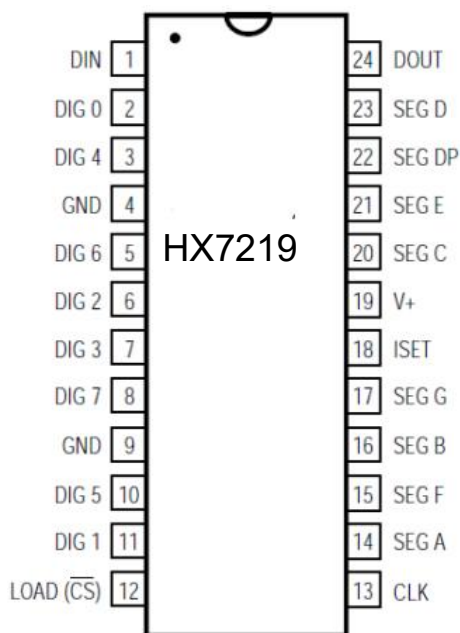 DIN 1 24 DOUT
DIG 0 2 23 SEG D
DIG 4 3 22 SEG DP
GND 4 21 SEG E
DIG 6 5 HX7219 20 SEG C
DIG 2 6 19 V+
DIG 3 7 18 ISET
DIG 7 8 17 SEG G
GND 9 16 SEG B
DIG 5 10 15 SEG F
DIG 1 11 14 SEG A
LOAD (C̅S̅) 12 13 CLK